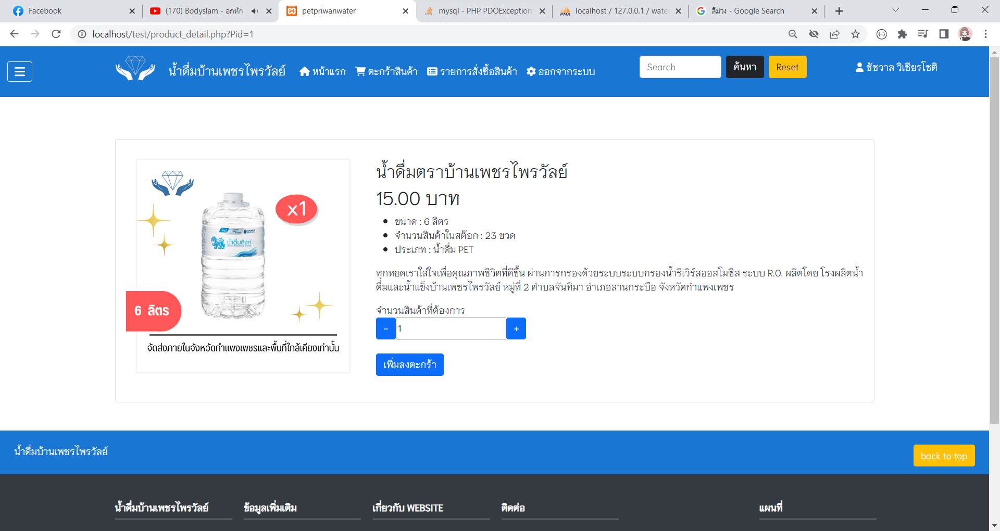 Facebook
(170) Bodyslam - อกหัก
petpriwanwater
mysql - PHP PDOException:
localhost / 127.0.0.1 / wate
สีม่วง - Google Search
localhost/test/product_detail.php?Pid=1
น้ำดื่มบ้านเพชรไพรวัลย์
หน้าแรก
ตะกร้าสินค้า
รายการสั่งซื้อสินค้า
ออกจากระบบ
Search
ค้นหา
Reset
ชัชวาล วิเชียรโชติ
x1
น้ำดื่มสิงห์
6 ลิตร
จัดส่งภายในจังหวัดกำแพงเพชรและพื้นที่ใกล้เคียงเท่านั้น
น้ำดื่มตราบ้านเพชรไพรวัลย์
15.00 บาท
ขนาด : 6 ลิตร
จำนวนสินค้าในสต๊อก : 23 ขวด
ประเภท : น้ำดื่ม PET
ทุกหยดเราใส่ใจเพื่อคุณภาพชีวิตที่ดีขึ้น ผ่านการกรองด้วยระบบระบบกรองน้ำรีเวิร์สออสโมซีส ระบบ R.O. ผลิตโดย โรงผลิตน้ำ
ดื่มและน้ำแข็งบ้านเพชรไพรวัลย์ หมู่ที่ 2 ตำบลจันทิมา อำเภอลานกระบือ จังหวัดกำแพงเพชร
จำนวนสินค้าที่ต้องการ
- 1 +
เพิ่มลงตะกร้า
น้ำดื่มบ้านเพชรไพรวัลย์
back to top
น้ำดื่มบ้านเพชรไพรวัลย์
ข้อมูลเพิ่มเติม
เกี่ยวกับ WEBSITE
ติดต่อ
แผนที่